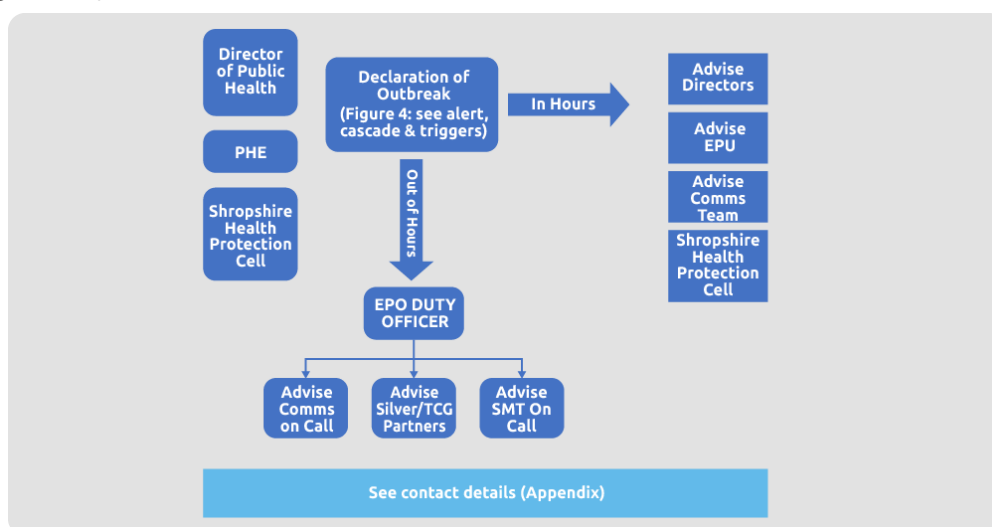 Director
of Public
Health
PHE
Shropshire
Health
Protection
Cell
Declaration of
Outbreak
(Figure 4: see alert,
cascade & triggers)
In Hours
Out of Hours
Advise
Directors
Advise
EPU
Advise
Comms
Team
Shropshire
Health
Protection
Cell
EPO DUTY
OFFICER
Advise
Comms
on Call
Advise
Silver/TCG
Partners
Advise
SMT On
Call
See contact details (Appendix)